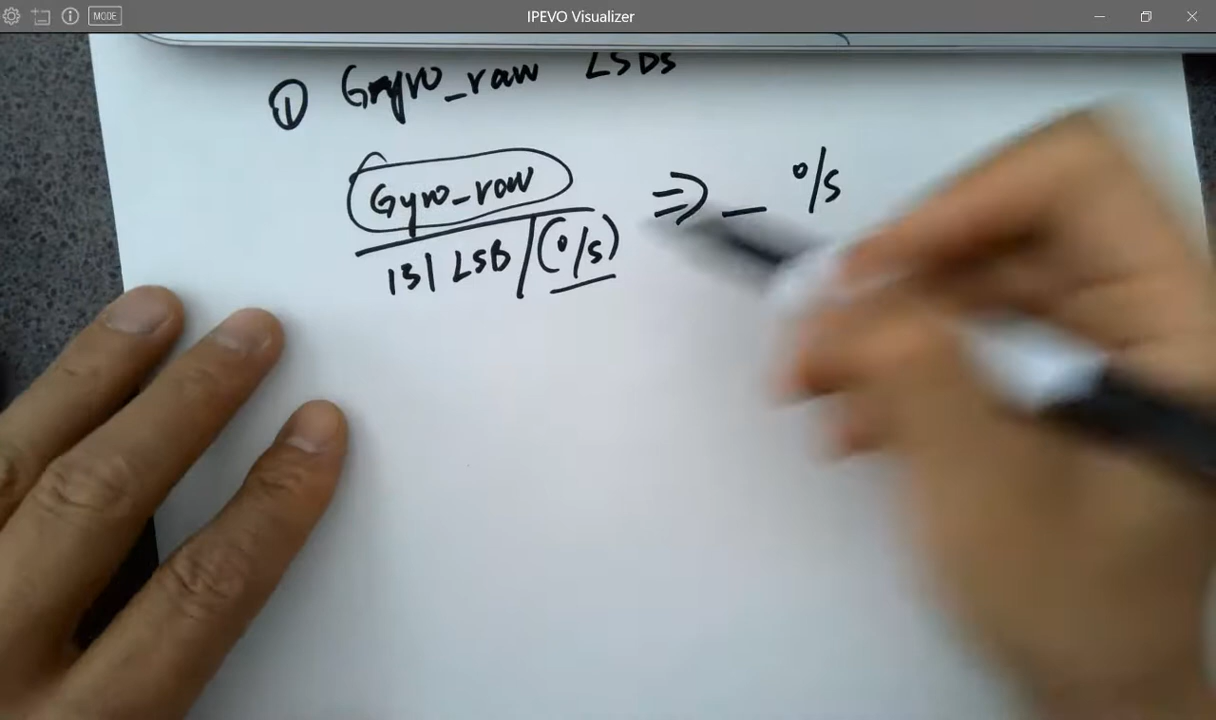 IPEVO Visualizer
MODE
① Gyro_raw LSBs
Gyro_raw
131 LSB/(°/s)
⇒ _ °/s